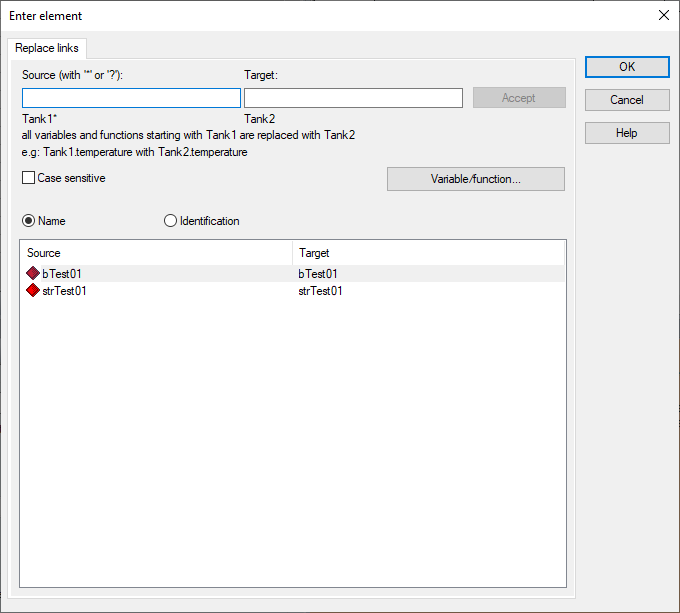 Enter element
Replace links
Source (with '*' or '?'):
Target:
Accept
Tank1*
Tank2
all variables and functions starting with Tank1 are replaced with Tank2
e.g: Tank1.temperature with Tank2.temperature
Case sensitive
Variable/function...
Name
Identification
Source
Target
bTest01
bTest01
strTest01
strTest01
OK
Cancel
Help